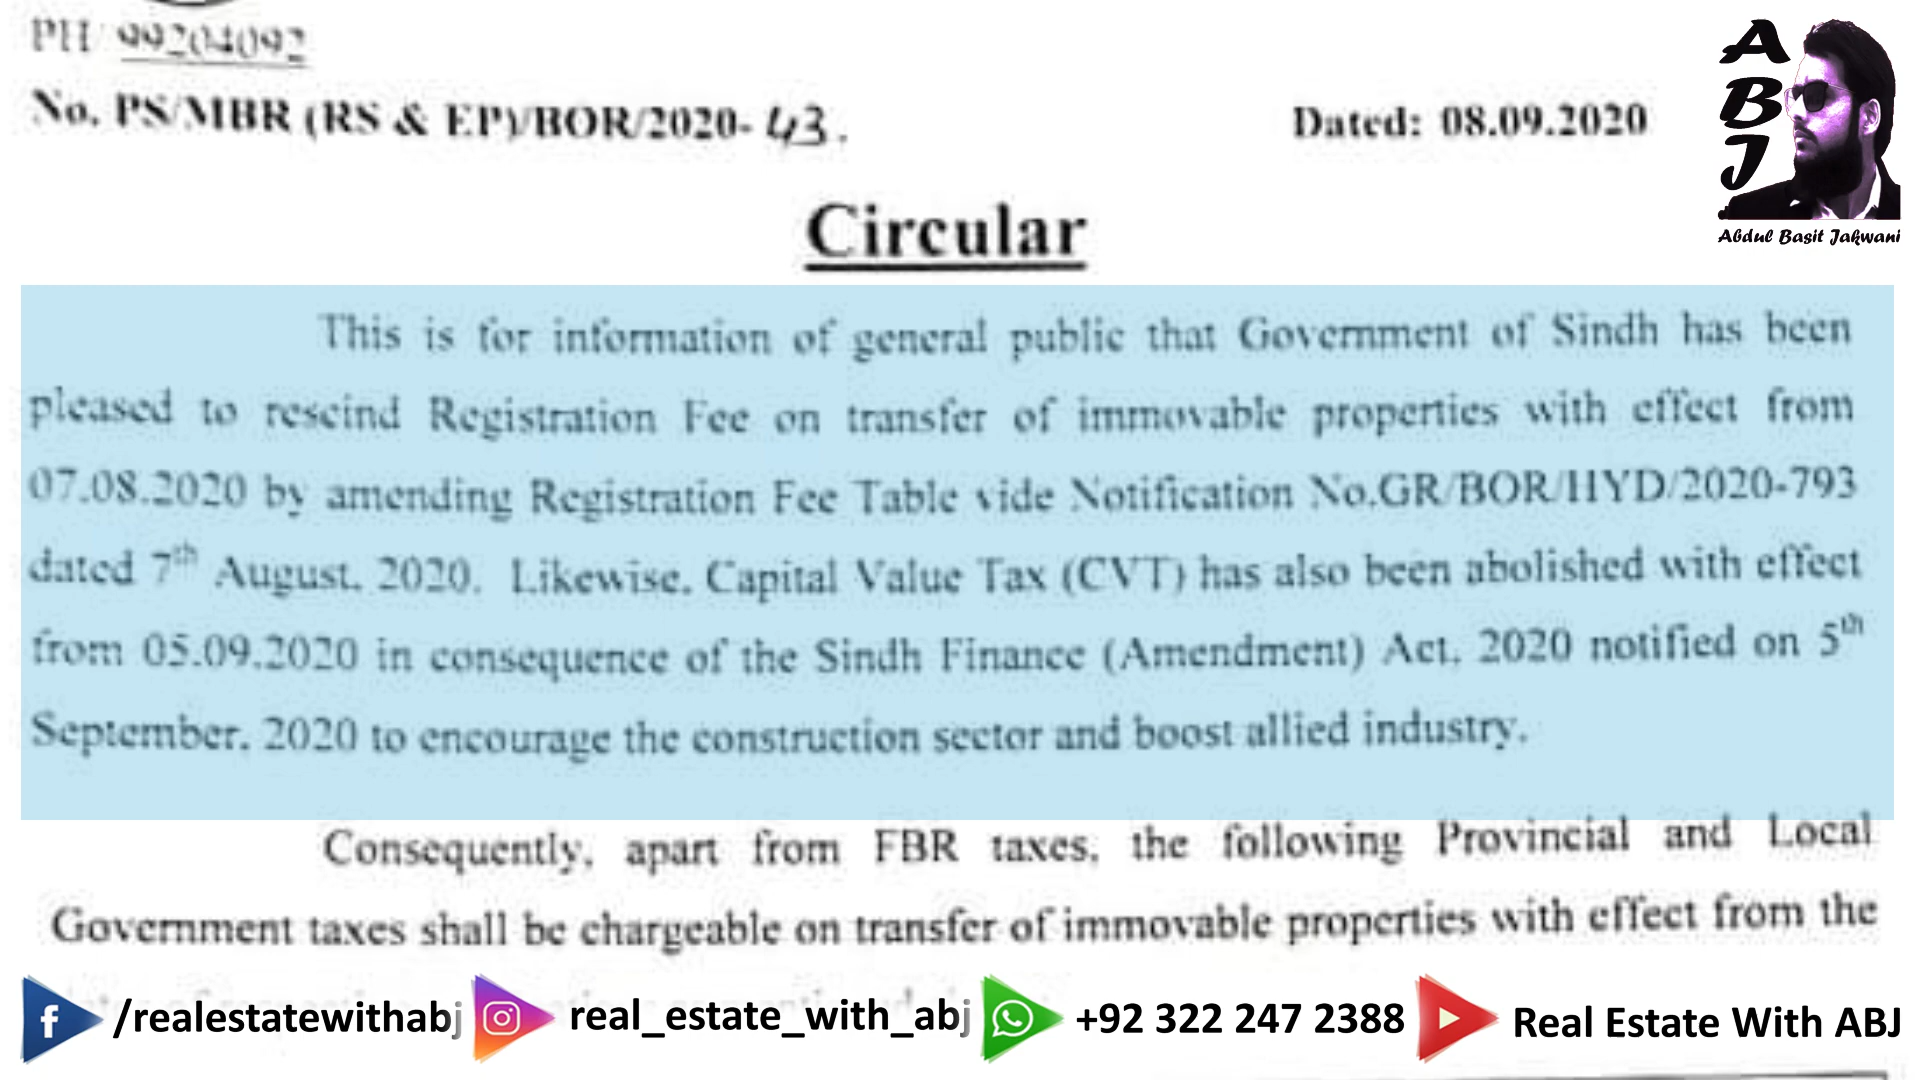 PH 99204092
No. PS/MBR (RS & EP)/BOR/2020-43.
Dated: 08.09.2020
A
B
J
Abdul Basit Jakwani
Circular
This is for information of general public that Government of Sindh has been
pleased to rescind Registration Fee on transfer of immovable properties with effect from
07.08.2020 by amending Registration Fee Table vide Notification No.GR/BOR/HYD/2020-793
dated 7th August, 2020. Likewise, Capital Value Tax (CVT) has also been abolished with effect
from 05.09.2020 in consequence of the Sindh Finance (Amendment) Act, 2020 notified on 5th
September, 2020 to encourage the construction sector and boost allied industry.
Consequently, apart from FBR taxes, the following Provincial and Local
Government taxes shall be chargeable on transfer of immovable properties with effect from the
/realestatewithabj
real_estate_with_abj
+92 322 247 2388
Real Estate With ABJ